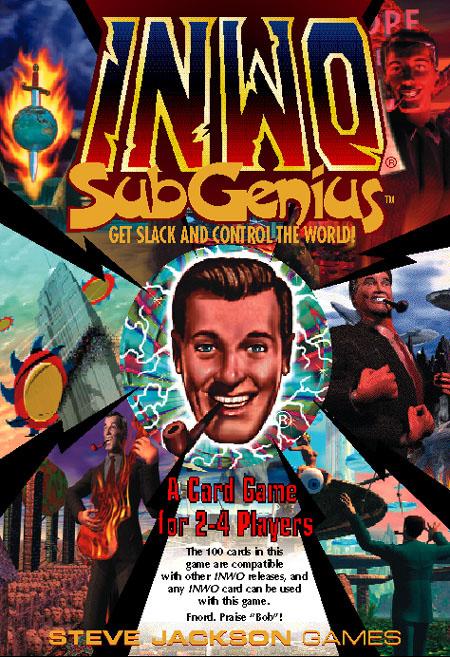 ORE
INWO®
SubGenius™
GET SLACK AND CONTROL THE WORLD!
®
A Card Game
for 2-4 Players
The 100 cards in this
game are compatible
with other INWO releases, and
any INWO card can be used
with this game.
Fnord. Praise "Bob"!
STEVE JACKSON GAMES